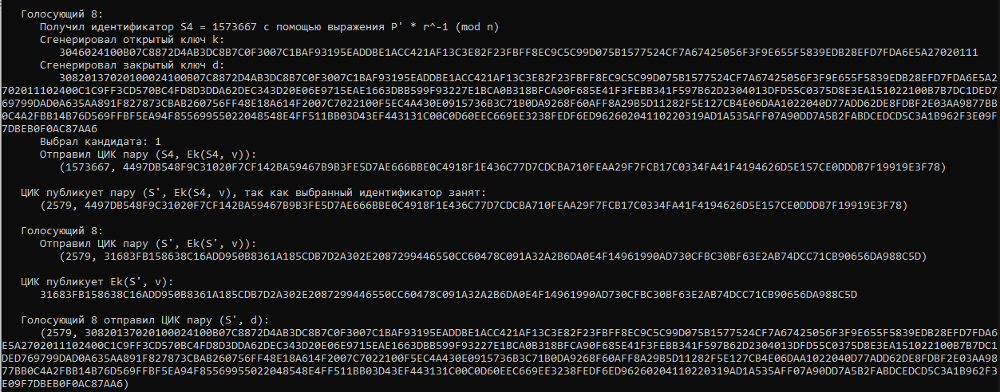 Голосующий 8:
Получил идентификатор S4 = 1573667 с помощью выражения P' * r^-1 (mod n)
Сгенерировал открытый ключ k:
3046024100B07C8872D4AB3DC8B7C0F3007C1BAF93195EADDBE1ACC421AF13C3E82F23FBFF8EC9C5C99D075B1577524CF7A67425056F3F9E655F5839EDB28EFD7FDA6E5A27020111
Сгенерировал закрытый ключ d:
30820137020100024100B07C8872D4AB3DC8B7C0F3007C1BAF93195EADDBE1ACC421AF13C3E82F23FBFF8EC9C5C99D075B1577524CF7A67425056F3F9E655F5839EDB28EFD7FDA6E5A2
702011102400C1C9FF3CD570BC4FD8D3DDA62DEC343D20E06E9715EAE1663DBB599F93227E1BCA0B318BFCA90F685E41F3FEBB341F597B62D2304013DFD55C0375D8E3EA151022100B7B7DC1DED7
69799DAD0A635AA891F827873CBAB260756FF48E18A614F2007C7022100F5EC4A430E0915736B3C71B0DA9268F60AFF8A29B5D11282F5E127CB4E06DAA1022040D77ADD62DE8FDBF2E03AA9877BB
0C4A2FBB14B76D569FFBF5EA94F85569955022048548E4FF511BB03D43EF443131C00C0D60EEC669EE3238FEDF6ED96260204110220319AD1A535AFF07A90DD7A5B2FABDCEDCD5C3A1B962F3E09F
7DBEB0F0AC87AA6
Выбрал кандидата: 1
Отправил ЦИК пару (S4, Ek(S4, v)):
(1573667, 4497DB548F9C31020F7CF142BA59467B9B3FE5D7AE666BBE0C4918F1E436C77D7CDCBA710FEAA29F7FCB17C0334FA41F4194626D5E157CE0DDDB7F19919E3F78)
ЦИК публикует пару (S', Ek(S4, v), так как выбранный идентификатор занят:
(2579, 4497DB548F9C31020F7CF142BA59467B9B3FE5D7AE666BBE0C4918F1E436C77D7CDCBA710FEAA29F7FCB17C0334FA41F4194626D5E157CE0DDDB7F19919E3F78)
Голосующий 8:
Отправил ЦИК пару (S', Ek(S', v)):
(2579, 31683FB158638C16ADD950B8361A185CDB7D2A302E2087299446550CC60478C091A32A2B6DA0E4F14961990AD730CFBC30BF63E2AB74DCC71CB90656DA988C5D)
ЦИК публикует Ek(S', v):
31683FB158638C16ADD950B8361A185CDB7D2A302E2087299446550CC60478C091A32A2B6DA0E4F14961990AD730CFBC30BF63E2AB74DCC71CB90656DA988C5D
Голосующий 8 отправил ЦИК пару (S', d):
(2579, 30820137020100024100B07C8872D4AB3DC8B7C0F3007C1BAF93195EADDBE1ACC421AF13C3E82F23FBFF8EC9C5C99D075B1577524CF7A67425056F3F9E655F5839EDB28EFD7FDA6
E5A2702011102400C1C9FF3CD570BC4FD8D3DDA62DEC343D20E06E9715EAE1663DBB599F93227E1BCA0B318BFCA90F685E41F3FEBB341F597B62D2304013DFD55C0375D8E3EA151022100B7B7DC1
DED769799DAD0A635AA891F827873CBAB260756FF48E18A614F2007C7022100F5EC4A430E0915736B3C71B0DA9268F60AFF8A29B5D11282F5E127CB4E06DAA1022040D77ADD62DE8FDBF2E03AA98
77BB0C4A2FBB14B76D569FFBF5EA94F85569955022048548E4FF511BB03D43EF443131C00C0D60EEC669EE3238FEDF6ED96260204110220319AD1A535AFF07A90DD7A5B2FABDCEDCD5C3A1B962F3
E09F7DBEB0F0AC87AA6)